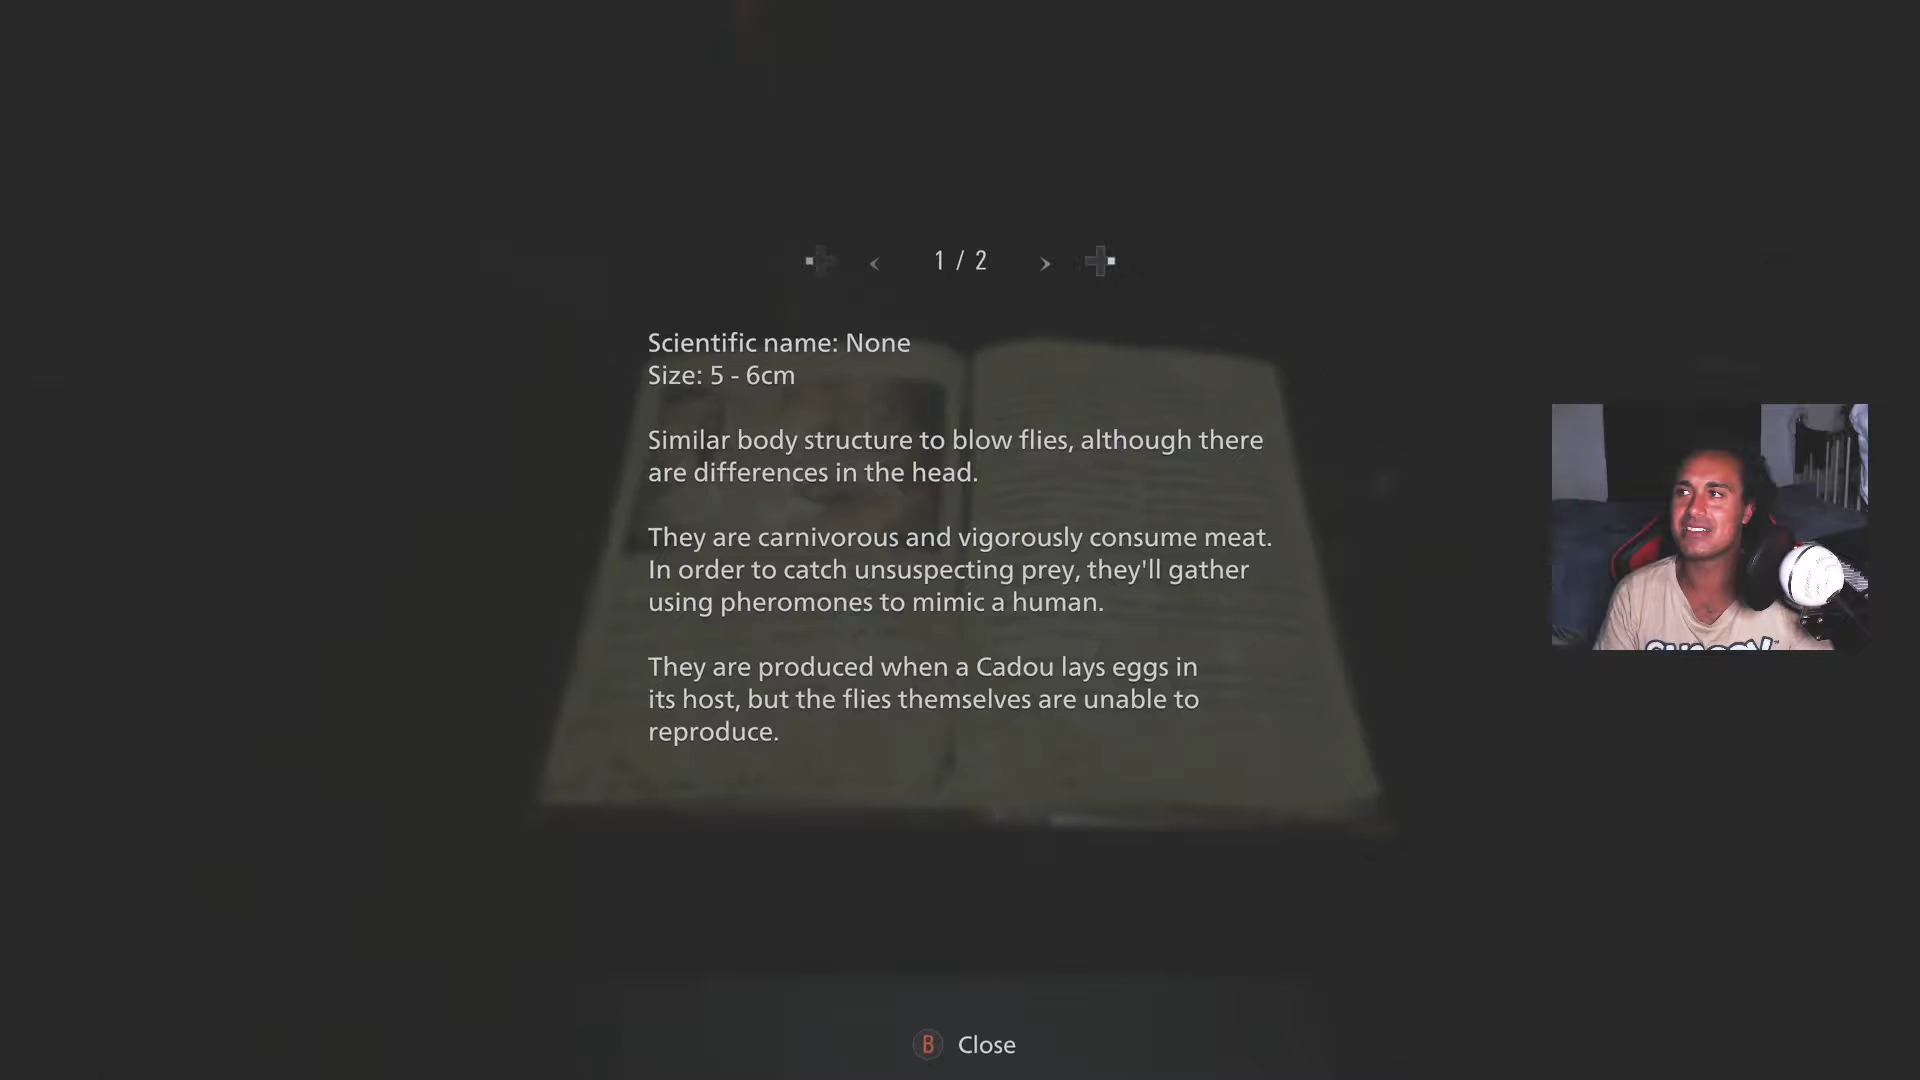 1 / 2
Scientific name: None
Size: 5 - 6cm
Similar body structure to blow flies, although there
are differences in the head.
They are carnivorous and vigorously consume meat.
In order to catch unsuspecting prey, they'll gather
using pheromones to mimic a human.
They are produced when a Cadou lays eggs in
its host, but the flies themselves are unable to
reproduce.
B Close